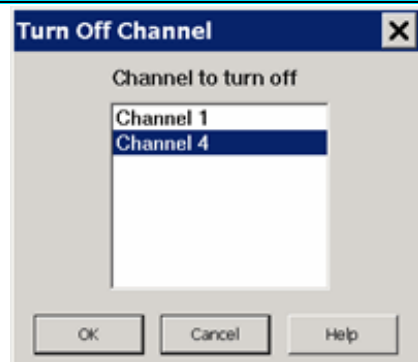 Turn Off Channel
Channel to turn off
Channel 1
Channel 4
OK
Cancel
Help